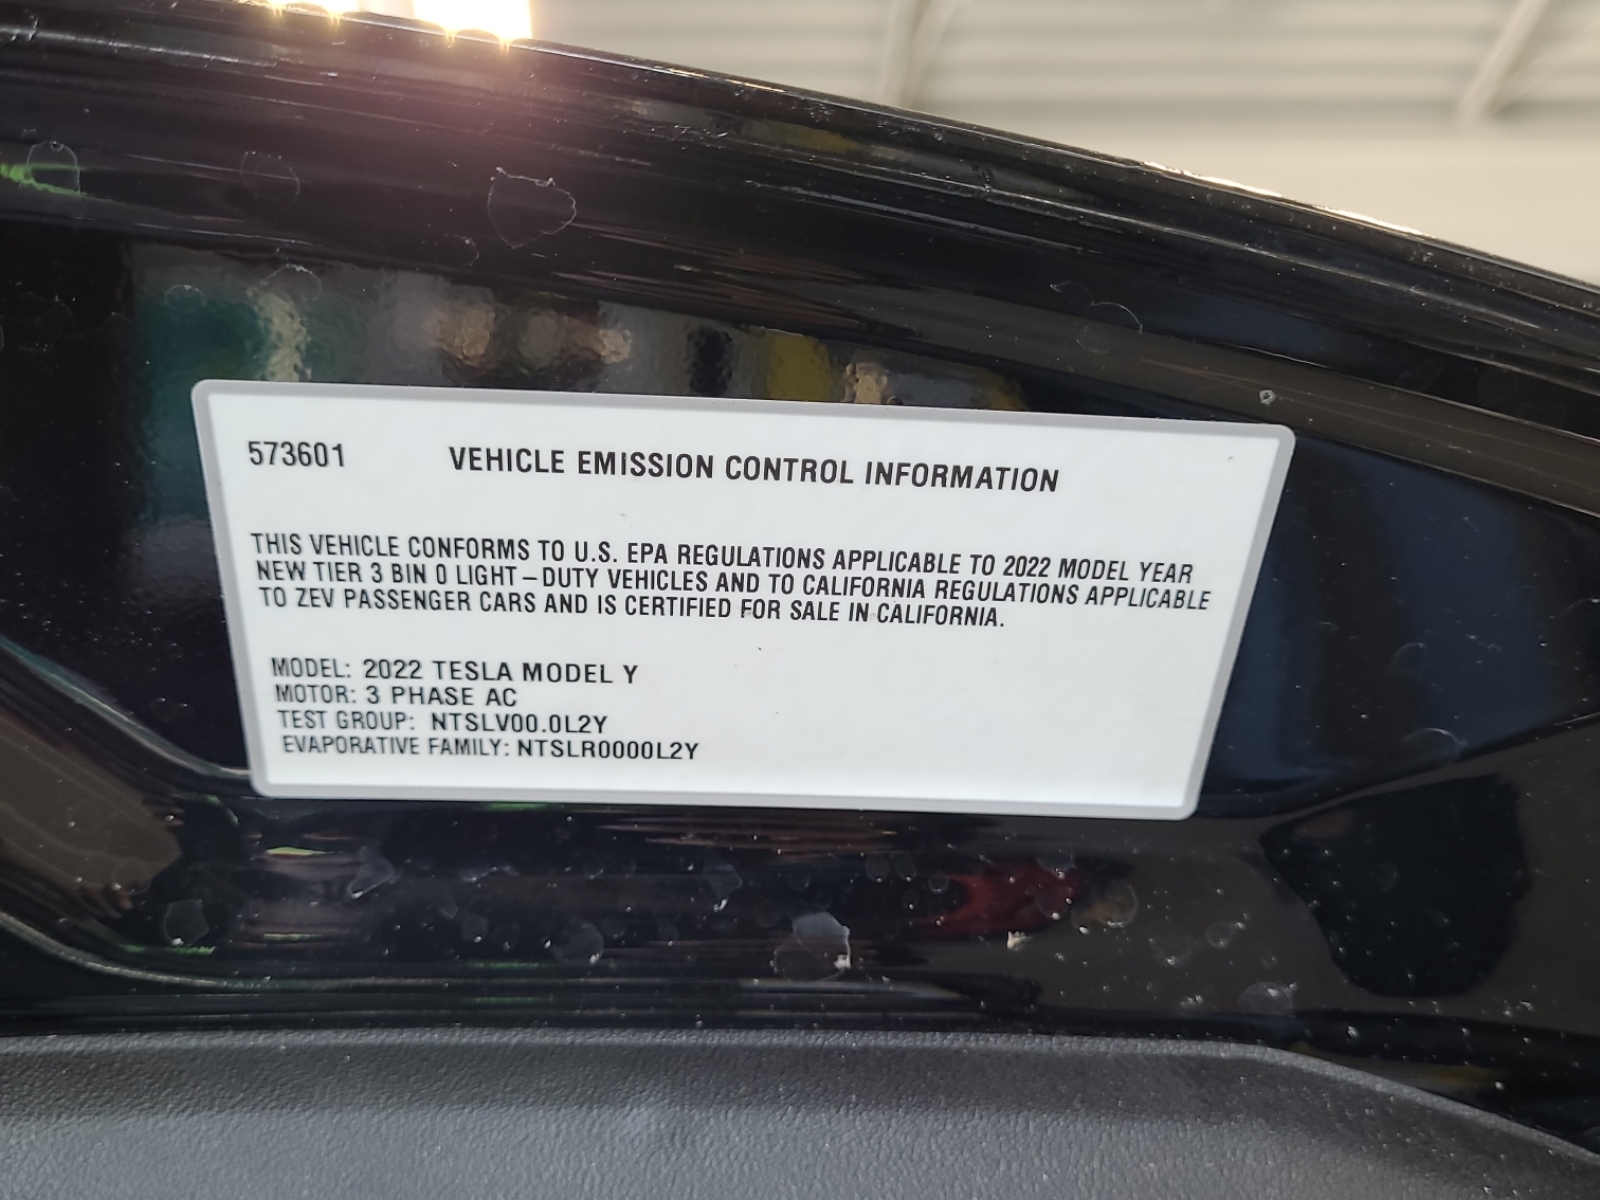 573601 VEHICLE EMISSION CONTROL INFORMATION
THIS VEHICLE CONFORMS TO U.S. EPA REGULATIONS APPLICABLE TO 2022 MODEL YEAR
NEW TIER 3 BIN 0 LIGHT – DUTY VEHICLES AND TO CALIFORNIA REGULATIONS APPLICABLE
TO ZEV PASSENGER CARS AND IS CERTIFIED FOR SALE IN CALIFORNIA.
MODEL: 2022 TESLA MODEL Y
MOTOR: 3 PHASE AC
TEST GROUP: NTSLV00.0L2Y
EVAPORATIVE FAMILY: NTSLR0000L2Y